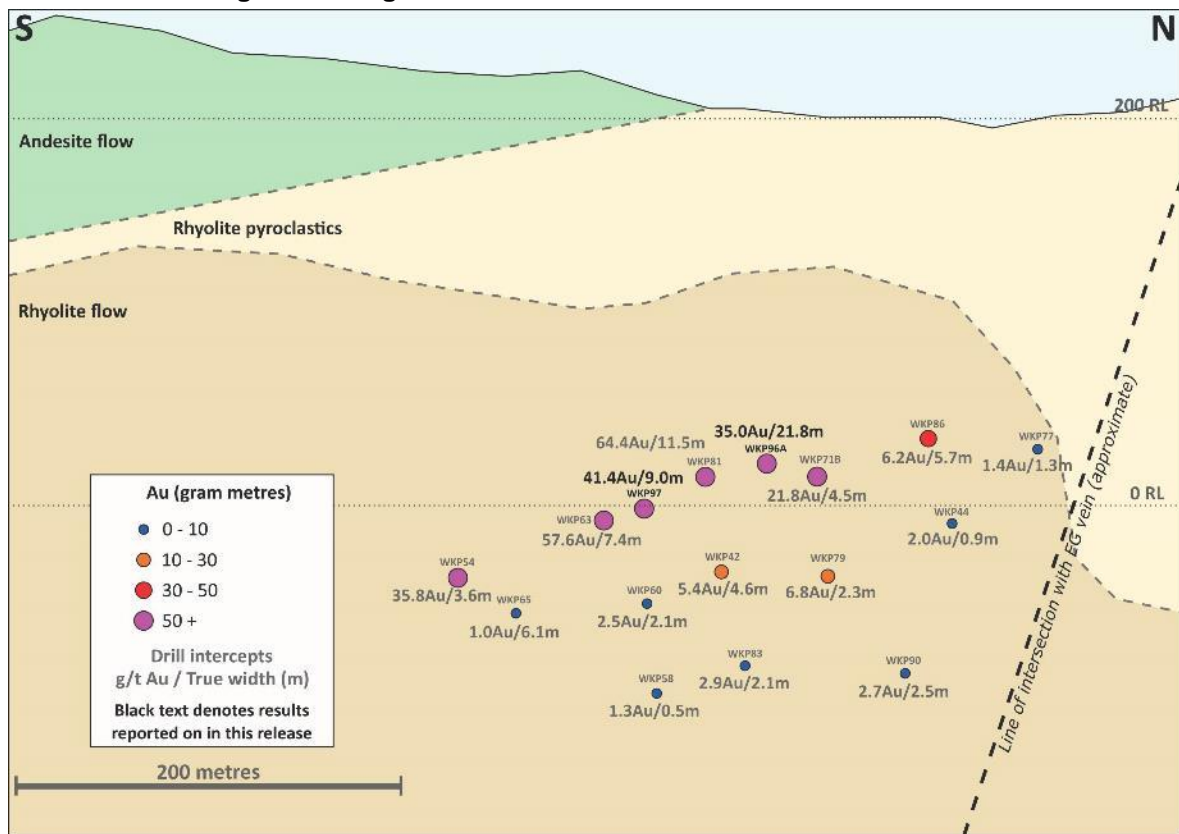 S
N
200 RL
Andesite flow
Rhyolite pyroclastics
Rhyolite flow
35.0Au/21.8m
WKP96A
64.4Au/11.5m
WKP81
WKP71B
21.8Au/4.5m
WKP86
6.2Au/5.7m
WKP77
1.4Au/1.3m
41.4Au/9.0m
WKP97
0 RL
WKP63
57.6Au/7.4m
WKP44
2.0Au/0.9m
WKP54
35.8Au/3.6m
WKP42
5.4Au/4.6m
WKP79
6.8Au/2.3m
WKP65
1.0Au/6.1m
WKP60
2.5Au/2.1m
WKP83
2.9Au/2.1m
WKP90
2.7Au/2.5m
WKP58
1.3Au/0.5m
Line of intersection with EG vein (approximate)
Au (gram metres)
0 - 10
10 - 30
30 - 50
50 +
Drill intercepts
g/t Au / True width (m)
Black text denotes results
reported on in this release
200 metres